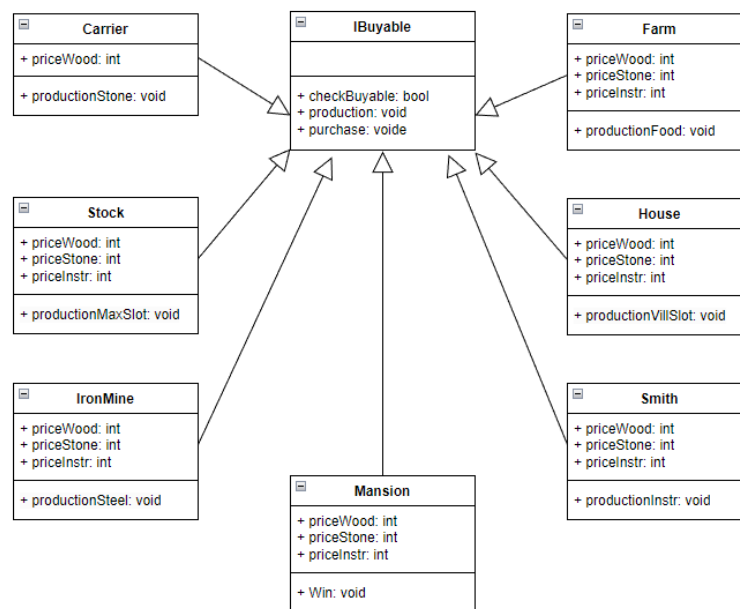 Carrier
+ priceWood: int
+ productionStone: void
IBuyable
+ checkBuyable: bool
+ production: void
+ purchase: voide
Farm
+ priceWood: int
+ priceStone: int
+ priceInstr: int
+ productionFood: void
Stock
+ priceWood: int
+ priceStone: int
+ priceInstr: int
+ productionMaxSlot: void
House
+ priceWood: int
+ priceStone: int
+ priceInstr: int
+ productionVillSlot: void
IronMine
+ priceWood: int
+ priceStone: int
+ priceInstr: int
+ productionSteel: void
Smith
+ priceWood: int
+ priceStone: int
+ priceInstr: int
+ productionInstr: void
Mansion
+ priceWood: int
+ priceStone: int
+ priceInstr: int
+ Win: void